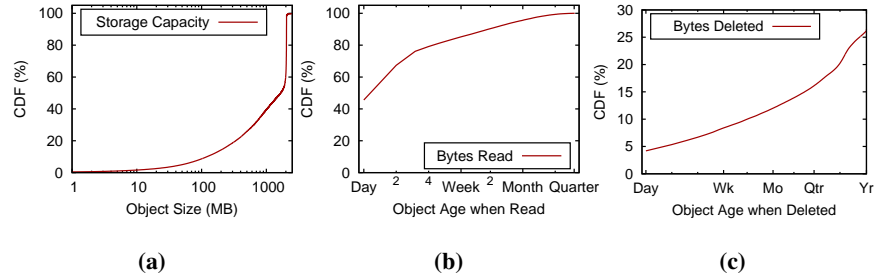 100
80
60
40
20
0
CDF (%)
Storage Capacity
1
10
100
1000
Object Size (MB)
(a)
100
80
60
40
20
0
CDF (%)
Bytes Read
Day
2
4
Week
2
Month
Quarter
Object Age when Read
(b)
30
25
20
15
10
5
0
CDF (%)
Bytes Deleted
Day
Wk
Mo
Qtr
Yr
Object Age when Deleted
(c)